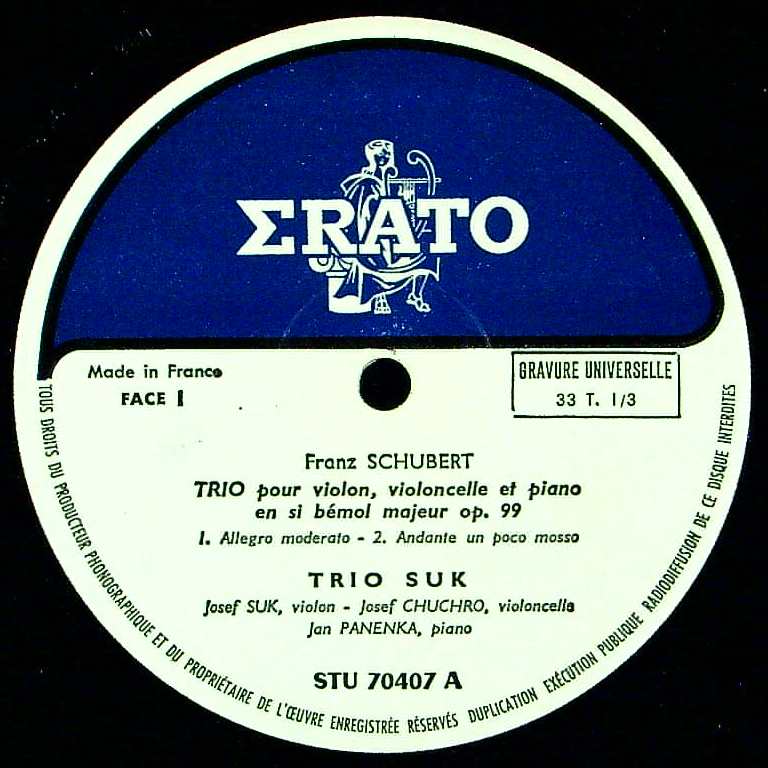 ΣRATO
Made in France
FACE 1
GRAVURE UNIVERSELLE
33 T. 1/3
Franz SCHUBERT
TRIO pour violon, violoncelle et piano
en si bémol majeur op. 99
1. Allegro moderato - 2. Andante un poco mosso
TRIO SUK
Josef SUK, violon - Josef CHUCHRO, violoncelle
Jan PANENKA, piano
STU 70407 A
TOUS DROITS DU PRODUCTEUR PHONOGRAPHIQUE ET DU PROPRIÉTAIRE DE L'ŒUVRE ENREGISTRÉE RÉSERVÉS DUPLICATION EXÉCUTION PUBLIQUE RADIODIFFUSION DE CE DISQUE INTERDITES